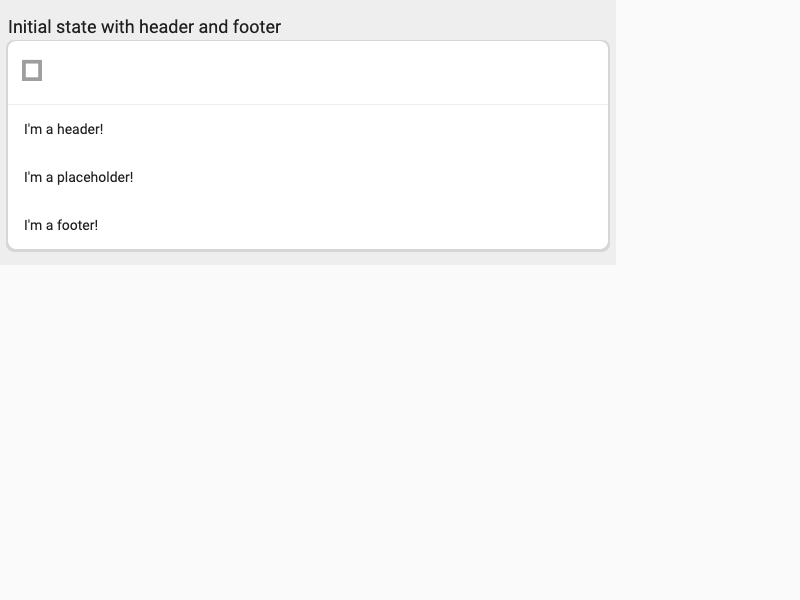 Initial state with header and footer
I'm a header!
I'm a placeholder!
I'm a footer!